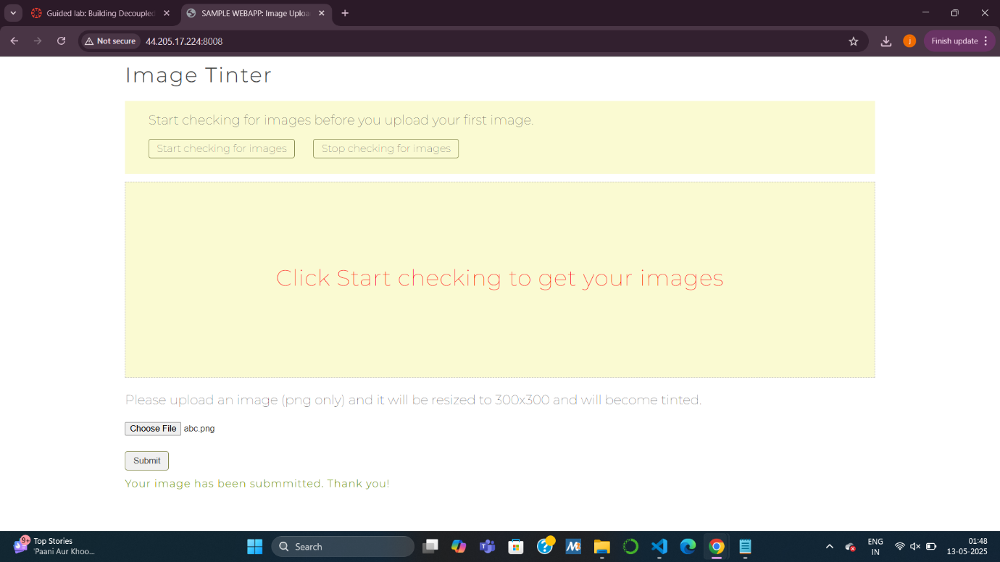 Guided lab: Building Decoupled
SAMPLE WEBAPP: Image Uploa
Not secure
44.205.17.224:8008
j
Finish update
Image Tinter
Start checking for images before you upload your first image.
Start checking for images
Stop checking for images
Click Start checking to get your images
Please upload an image (png only) and it will be resized to 300x300 and will become tinted.
Choose File abc.png
Submit
Your image has been submmitted. Thank you!
9+
Top Stories
'Paani Aur Khoo...
Search
ENG
IN
01:48
13-05-2025